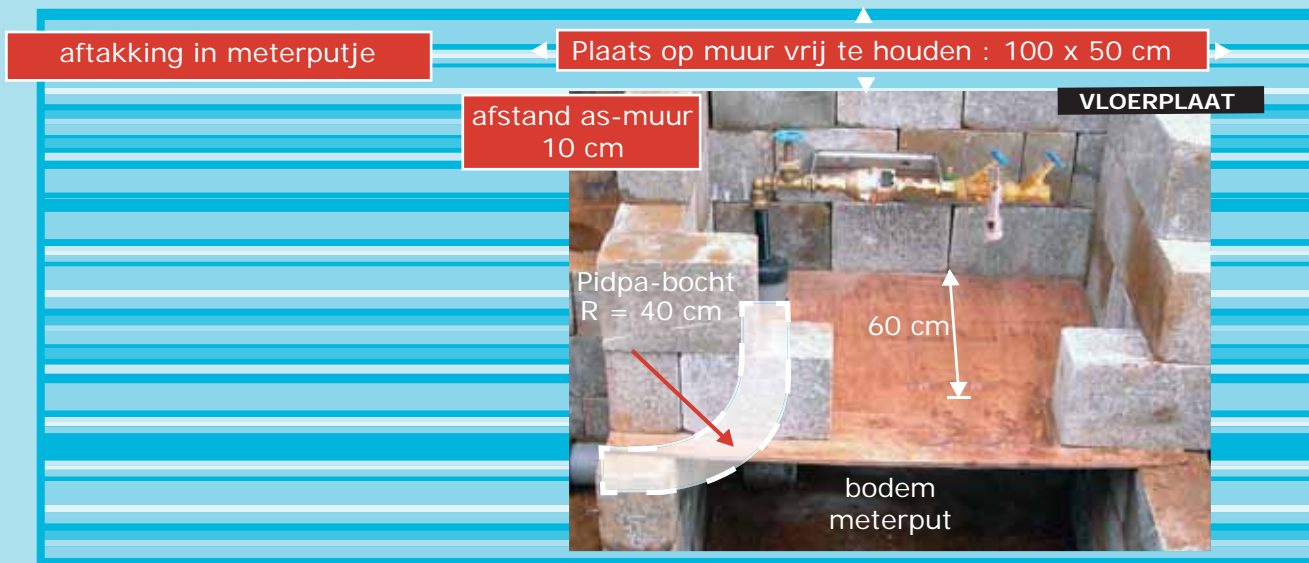 aftakking in meterputje
Plaats op muur vrij te houden : 100 x 50 cm
VLOERPLAAT
afstand as-muur
10 cm
Pidpa-bocht
R = 40 cm
60 cm
bodem
meterput